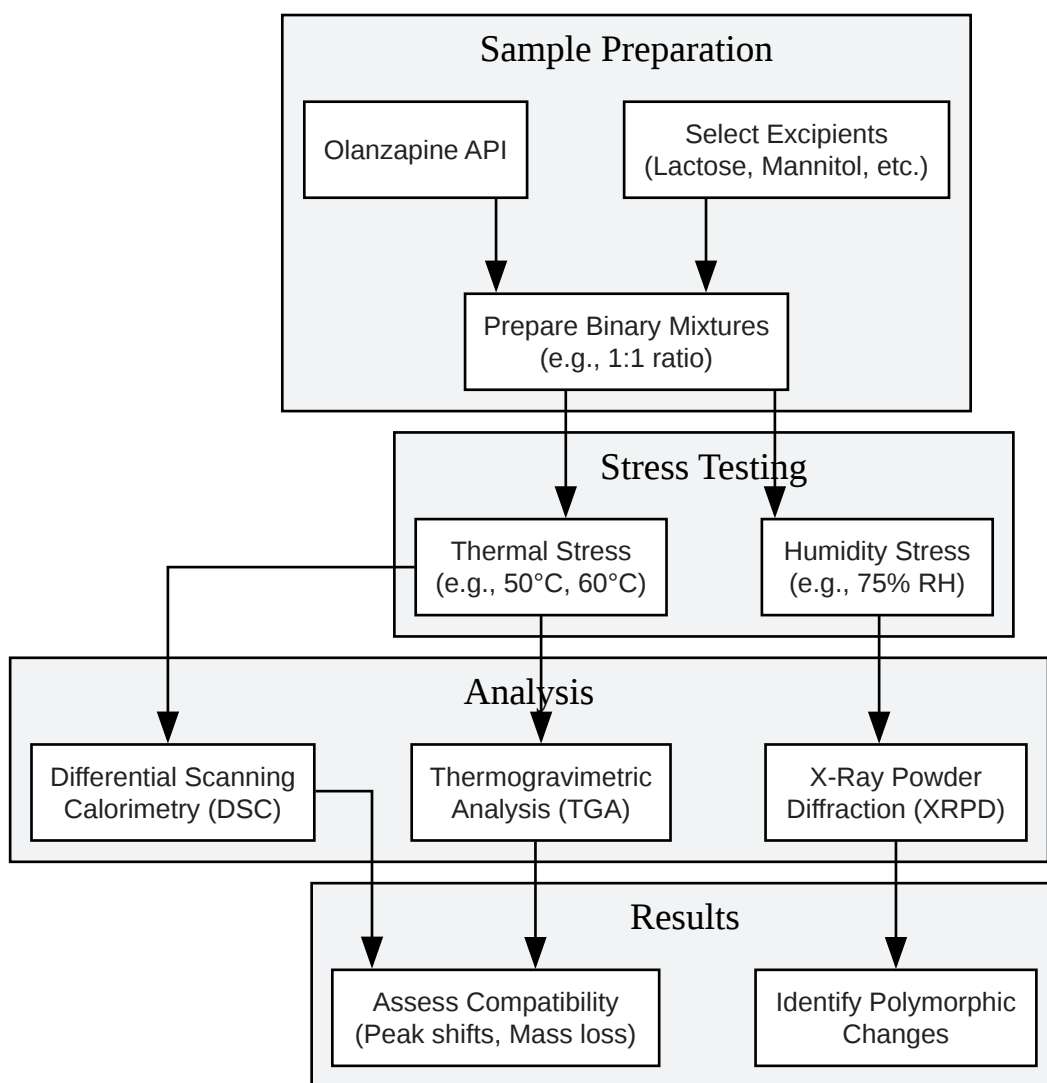 Sample Preparation
Olanzapine API
Select Excipients
(Lactose, Mannitol, etc.)
Prepare Binary Mixtures
(e.g., 1:1 ratio)
Stress Testing
Thermal Stress
(e.g., 50°C, 60°C)
Humidity Stress
(e.g., 75% RH)
Analysis
Differential Scanning
Calorimetry (DSC)
Thermogravimetric
Analysis (TGA)
X-Ray Powder
Diffraction (XRPD)
Results
Assess Compatibility
(Peak shifts, Mass loss)
Identify Polymorphic
Changes